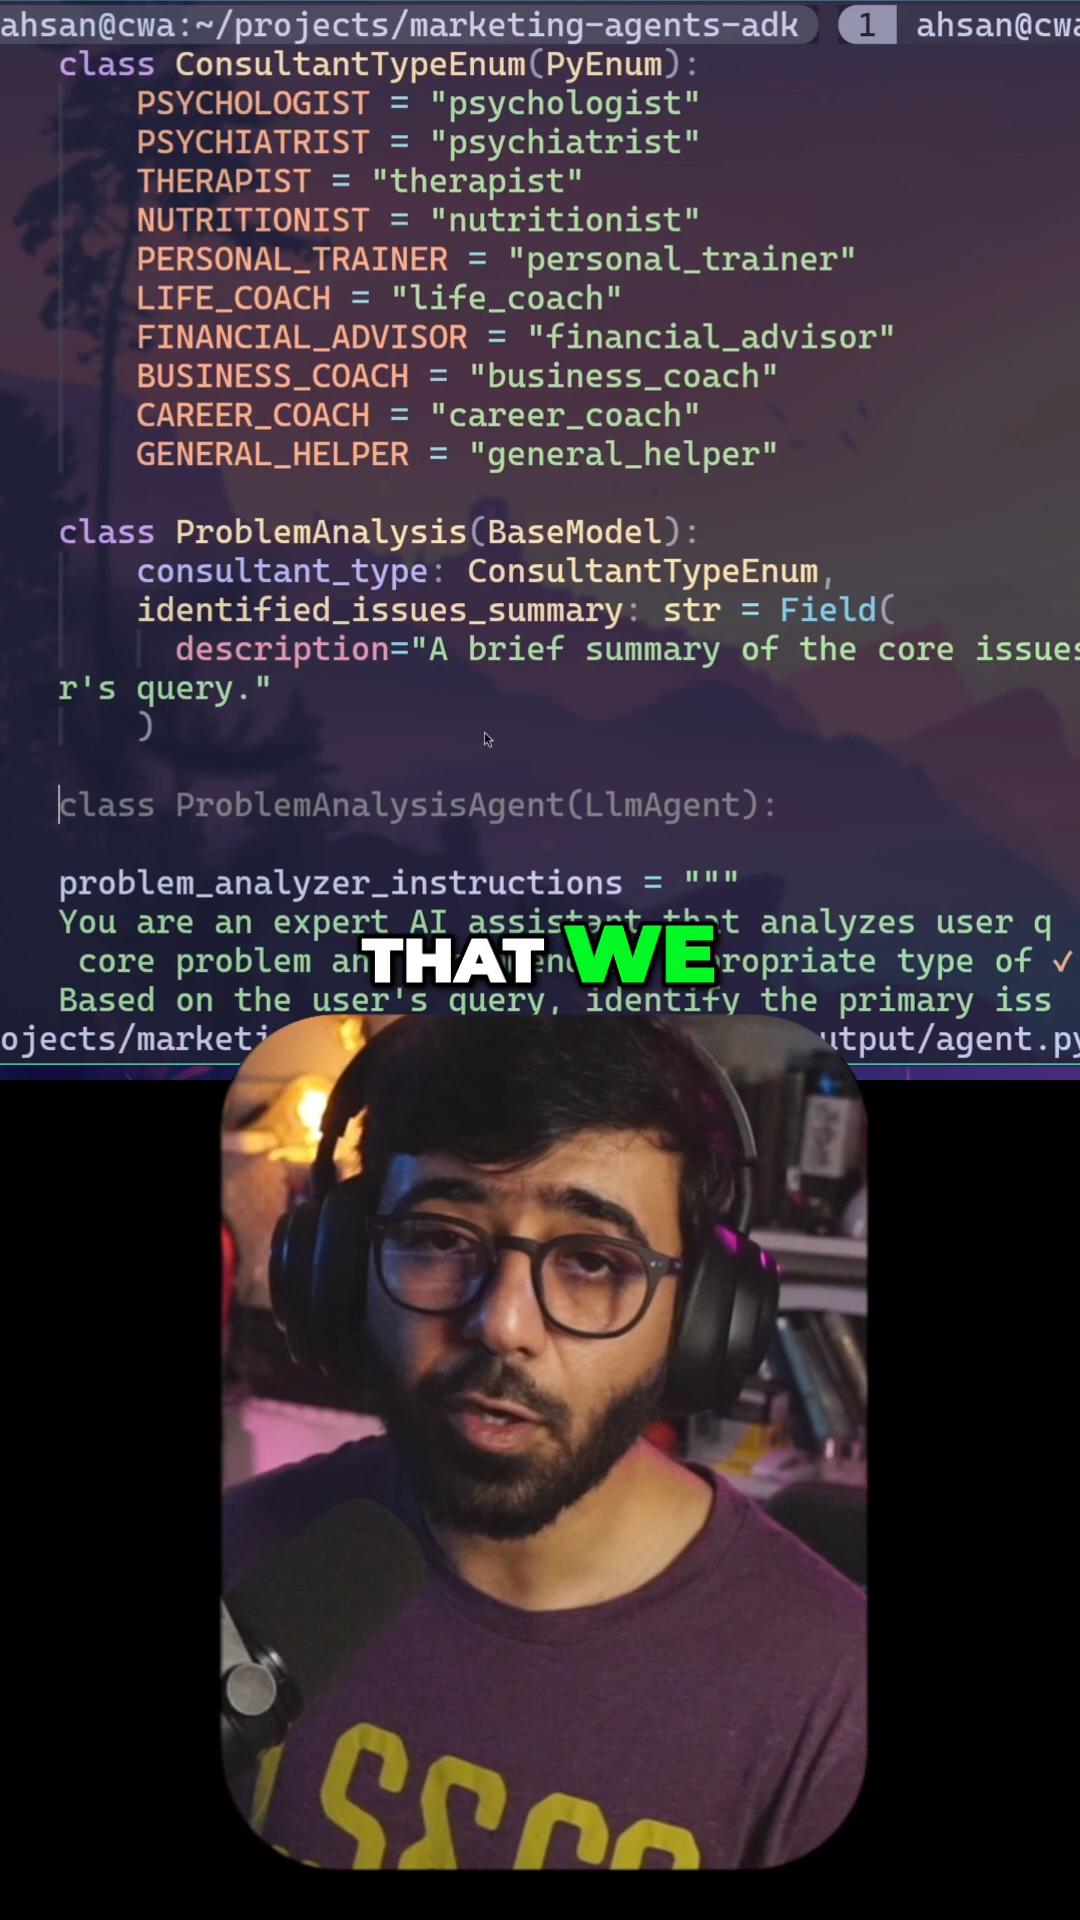 ahsan@cwa:~/projects/marketing-agents-adk 1 ahsan@cwa
class ConsultantTypeEnum(PyEnum):
PSYCHOLOGIST = "psychologist"
PSYCHIATRIST = "psychiatrist"
THERAPIST = "therapist"
NUTRITIONIST = "nutritionist"
PERSONAL_TRAINER = "personal_trainer"
LIFE_COACH = "life_coach"
FINANCIAL_ADVISOR = "financial_advisor"
BUSINESS_COACH = "business_coach"
CAREER_COACH = "career_coach"
GENERAL_HELPER = "general_helper"
class ProblemAnalysis(BaseModel):
consultant_type: ConsultantTypeEnum,
identified_issues_summary: str = Field(
description="A brief summary of the core issues
r's query."
)
class ProblemAnalysisAgent(LlmAgent):
problem_analyzer_instructions = """
You are an expert AI assistant that analyzes user q
core problem an ropriate type of ✓
THAT WE
Based on the user's query, identify the primary iss
ojects/marketi utput/agent.py